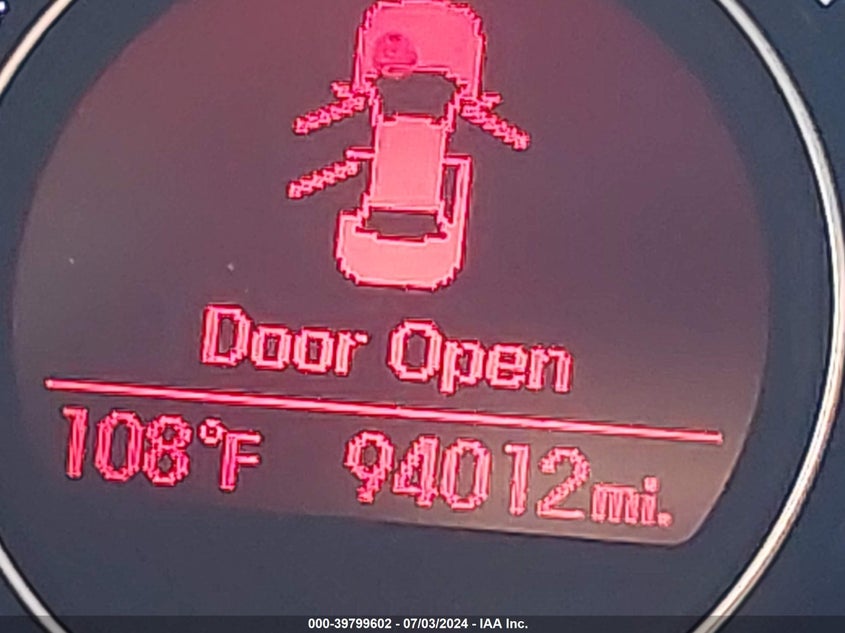 Door Open
108°F 94012mi.
000-39799602 - 07/03/2024 - IAA Inc.